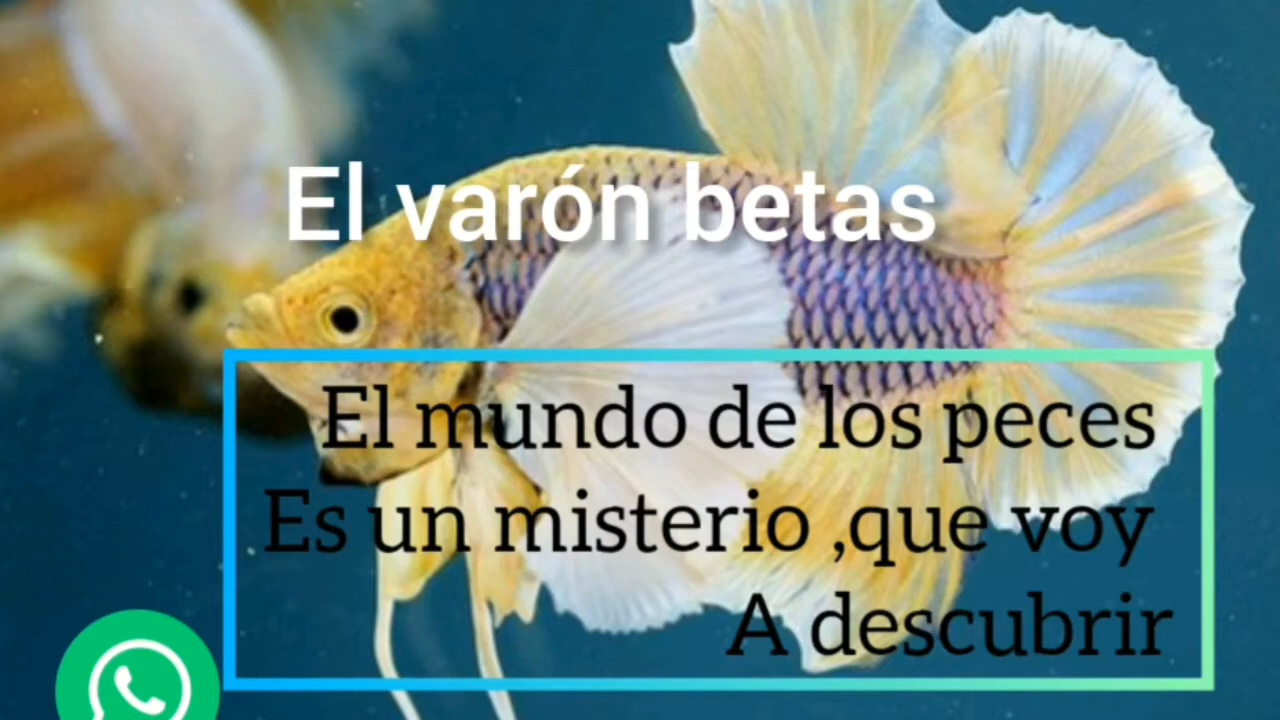 El varón betas
El mundo de los peces
Es un misterio ,que voy
A descubrir